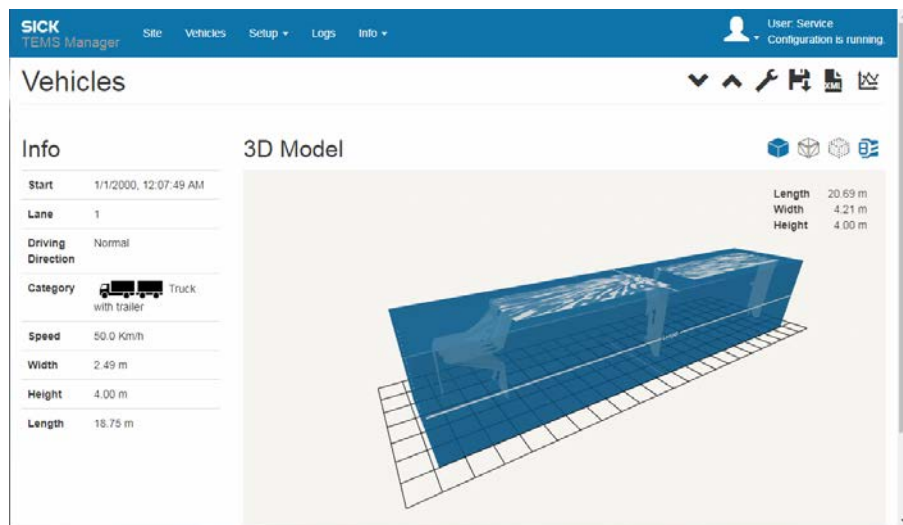 SICK
TEMS Manager
Site Vehicles Setup Logs Info
User: Service
Configuration is running.
Vehicles
XML
Info
Start 1/1/2000, 12:07:49 AM
Lane 1
Driving Direction Normal
Category Truck with trailer
Speed 50.0 Km/h
Width 2.49 m
Height 4.00 m
Length 18.75 m
3D Model
Length 20.69 m
Width 4.21 m
Height 4.00 m